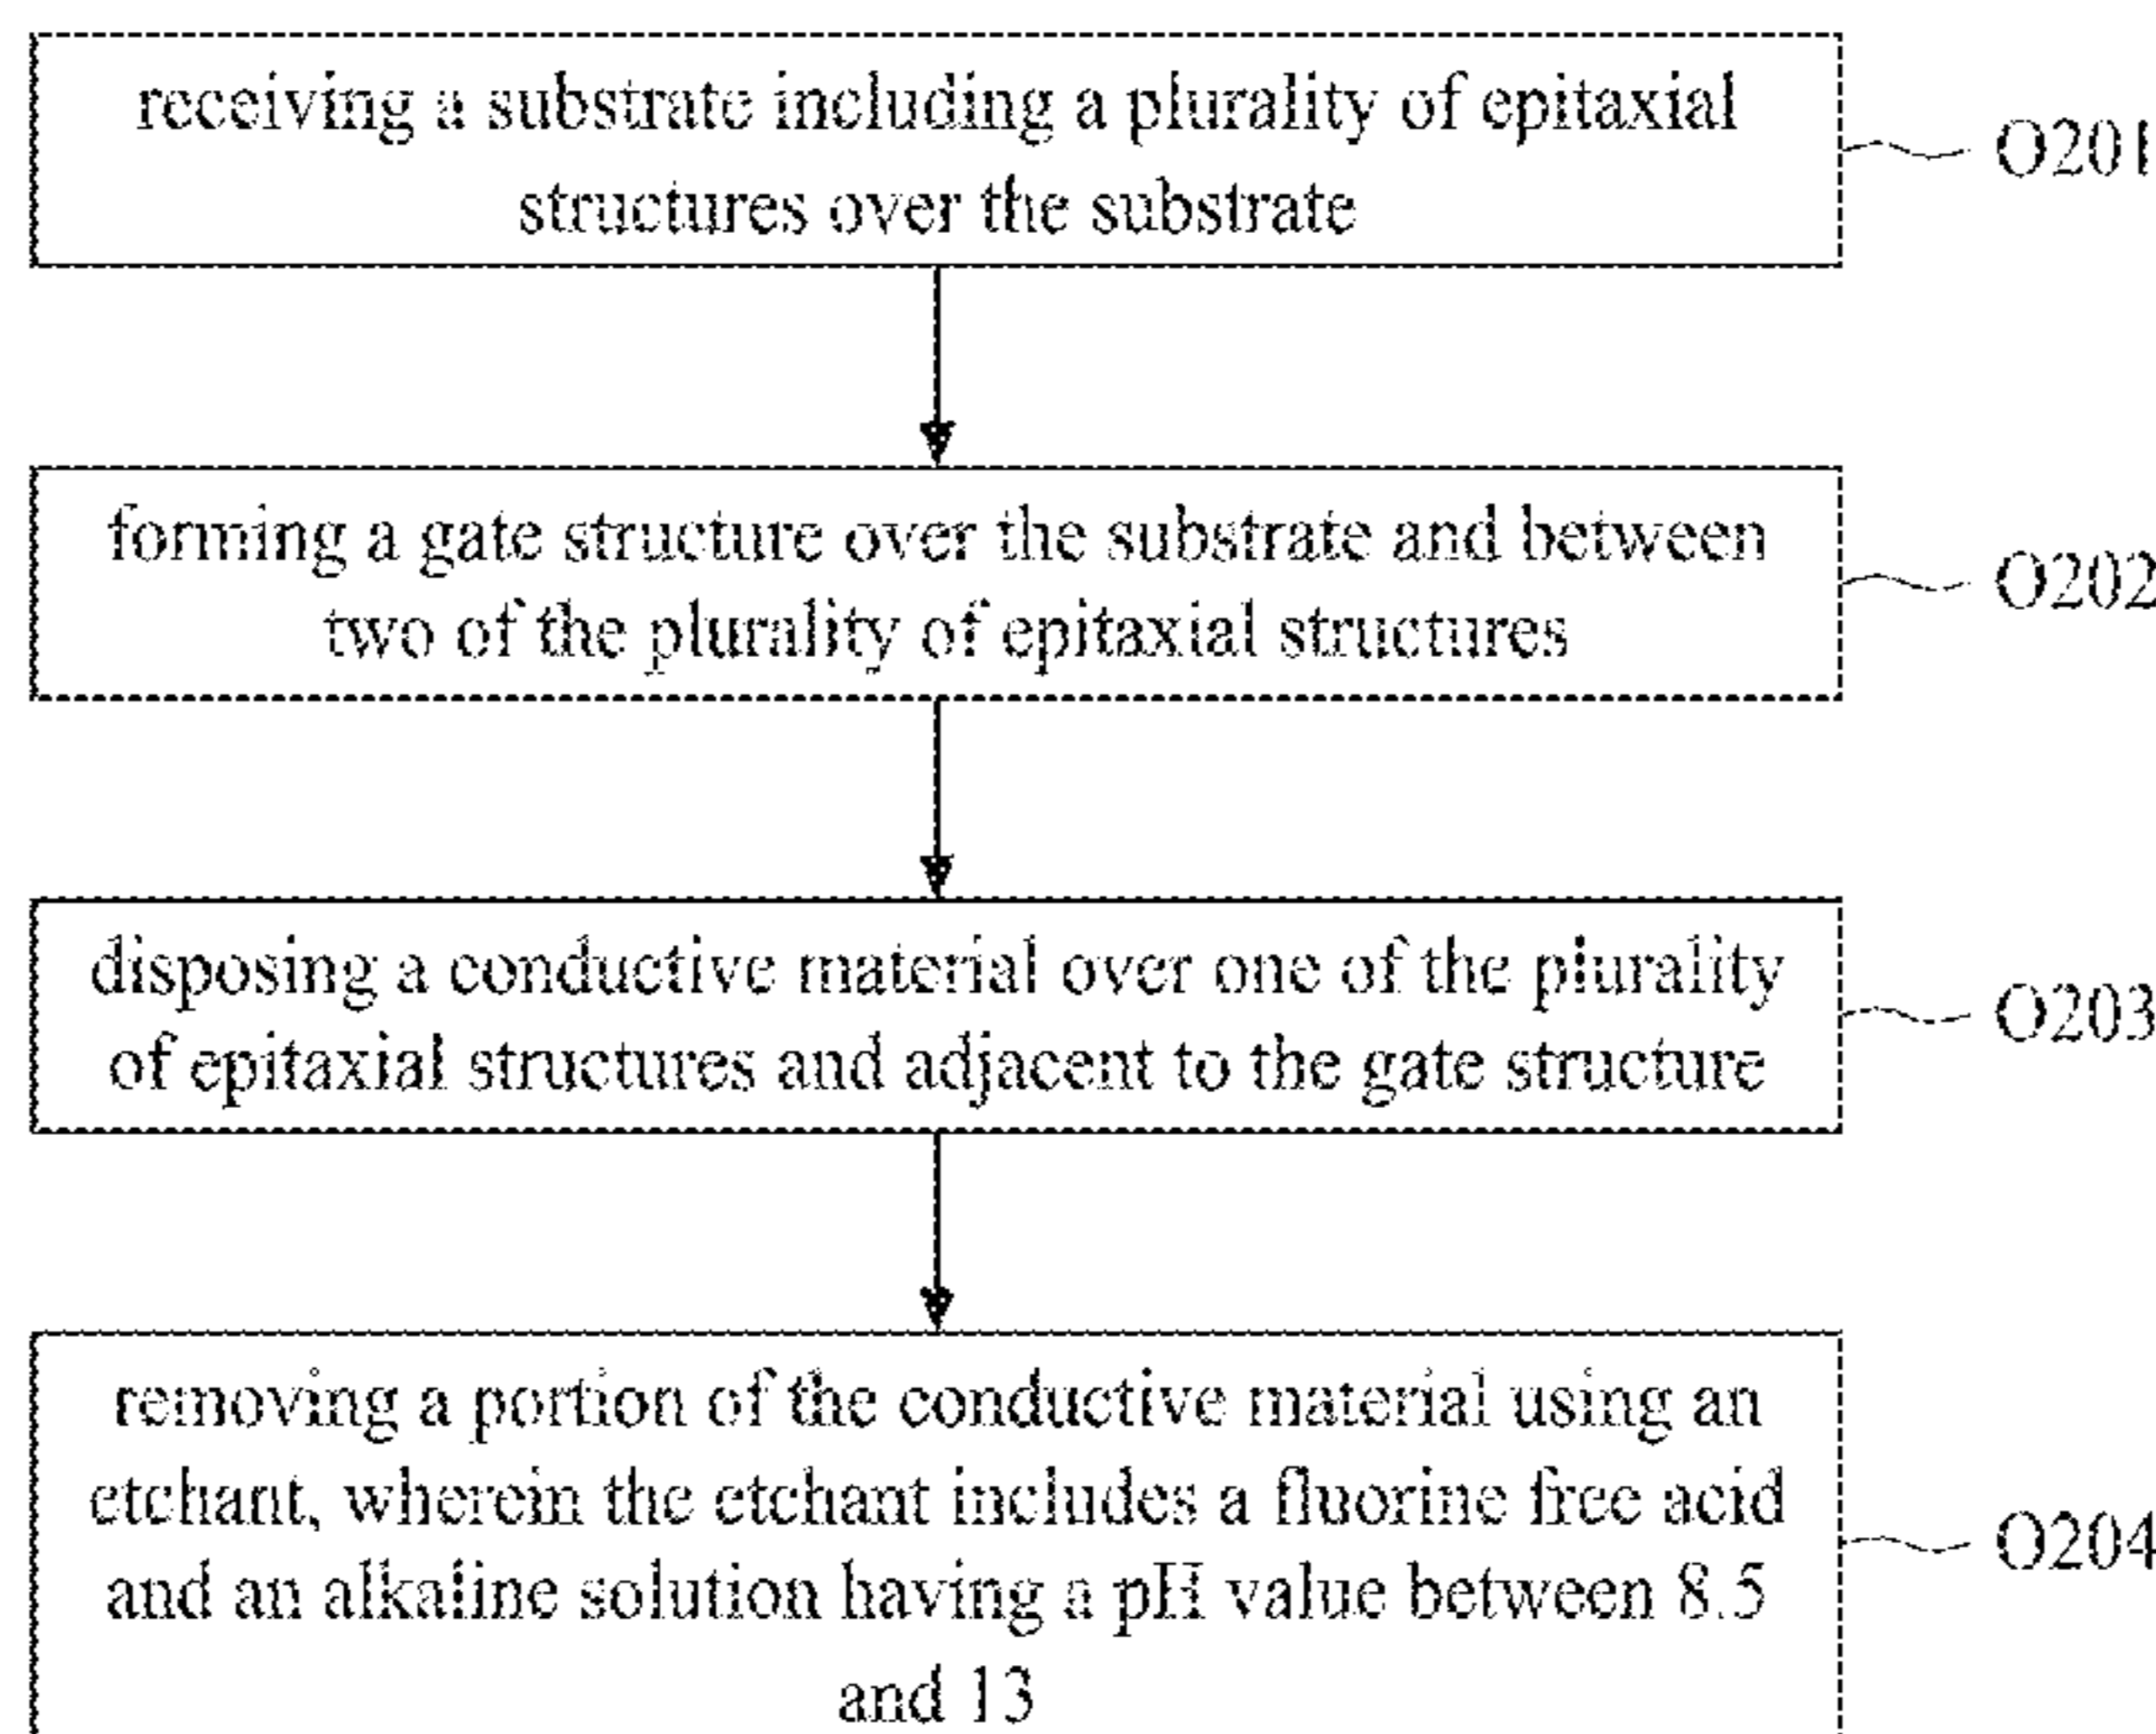 receiving a substrate including a plurality of epitaxial
structures over the substrate
O201
forming a gate structure over the substrate and between
two of the plurality of epitaxial structures
O202
disposing a conductive material over one of the plurality
of epitaxial structures and adjacent to the gate structure
O203
removing a portion of the conductive material using an
etchant, wherein the etchant includes a fluorine free acid
and an alkaline solution having a pH value between 8.5
and 13
O204